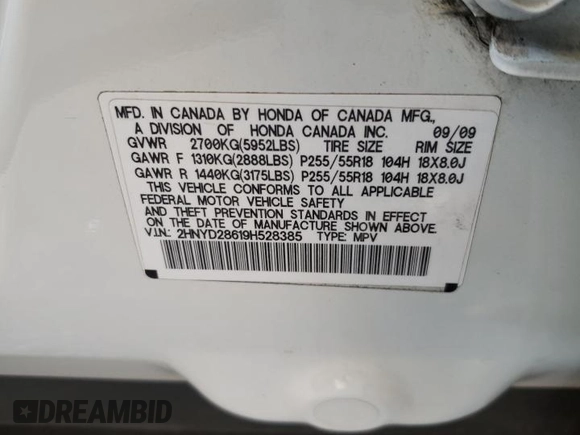 MFD. IN CANADA BY HONDA OF CANADA MFG.,
A DIVISION OF HONDA CANADA INC. 09/09
GVWR 2700KG(5952LBS) TIRE SIZE RIM SIZE
GAWR F 1310KG(2888LBS) P255/55R18 104H 18X8.0J
GAWR R 1440KG(3175LBS) P255/55R18 104H 18X8.0J
THIS VEHICLE CONFORMS TO ALL APPLICABLE
FEDERAL MOTOR VEHICLE SAFETY
AND THEFT PREVENTION STANDARDS IN EFFECT
ON THE DATE OF MANUFACTURE SHOWN ABOVE.
V.I.N.: 2HNYD28619H528385 TYPE: MPV
DREAMBID